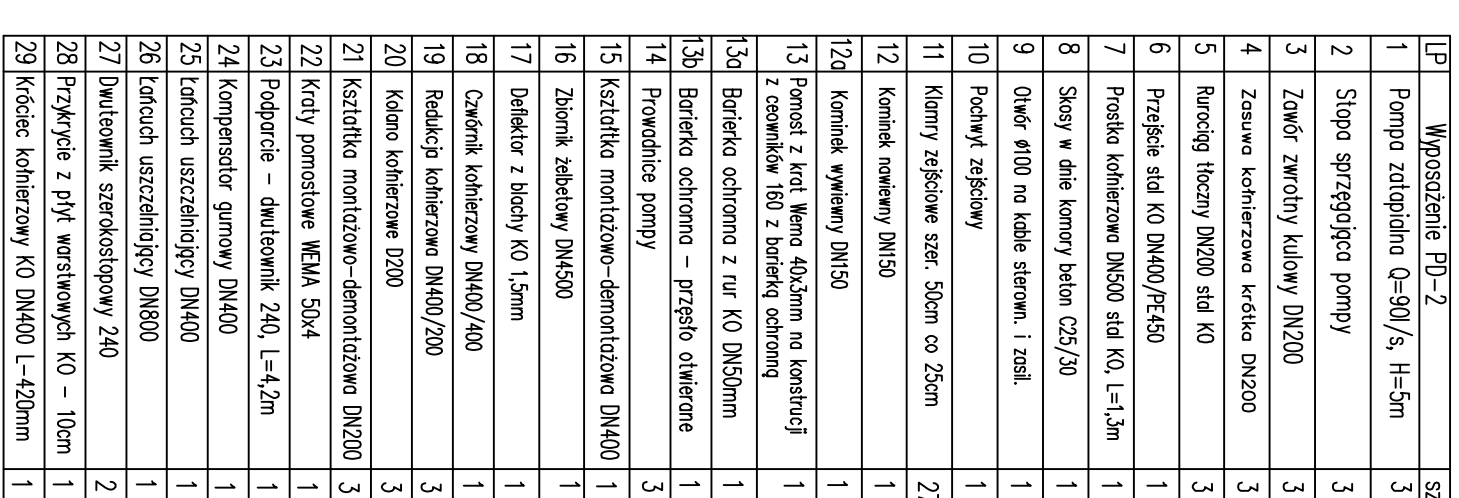 LP Wyposażenie PD-2 sz
1 Pompa zatapialna Q=90l/s, H=5m 3
2 Stopa sprzęgająca pompy 3
3 Zawór zwrotny kulowy DN200 3
4 Zasuwa kołnierzowa krótka DN200 3
5 Rurociąg tłoczny DN200 stal KO 3
6 Przejście stal KO DN400/PE450 1
7 Prostka kołnierzowa DN500 stal KO, L=1,3m 1
8 Skosy w dnie komory beton C25/30 1
9 Otwór ø100 na kable sterown. i zasil. 1
10 Pochwyt zejściowy 1
11 Klamry zejściowe szer. 50cm co 25cm 27
12 Kominek nawiewny DN150 1
12a Kominek wywiewny DN150 1
13 Pomost z krat Wema 40x3mm na konstrucji 1
z ceowników 160 z barierką ochronną
13a Barierka ochronna z rur KO DN50mm 1
13b Barierka ochronna - przęsło otwierane 1
14 Prowadnice pompy 3
15 Kształtka montażowo-demontażowa DN400 1
16 Zbiornik żelbetowy DN4500 1
17 Deflektor z blachy KO 1,5mm 1
18 Czwórnik kołnierzowy DN400/400 1
19 Redukcja kołnierzowa DN400/200 3
20 Kolano kołnierzowe D200 3
21 Kształtka montażowo-demontażowa DN200 3
22 Kraty pomostowe WEMA 50x4 1
23 Podparcie - dwuteownik 240, L=4,2m 1
24 Kompensator gumowy DN400 1
25 Łańcuch uszczelniający DN400 1
26 Łańcuch uszczelniający DN800 1
27 Dwuteownik szerokostopowy 240 2
28 Przykrycie z płyt warstwowych KO - 10cm 1
29 Króciec kołnierzowy KO DN400 L-420mm 1